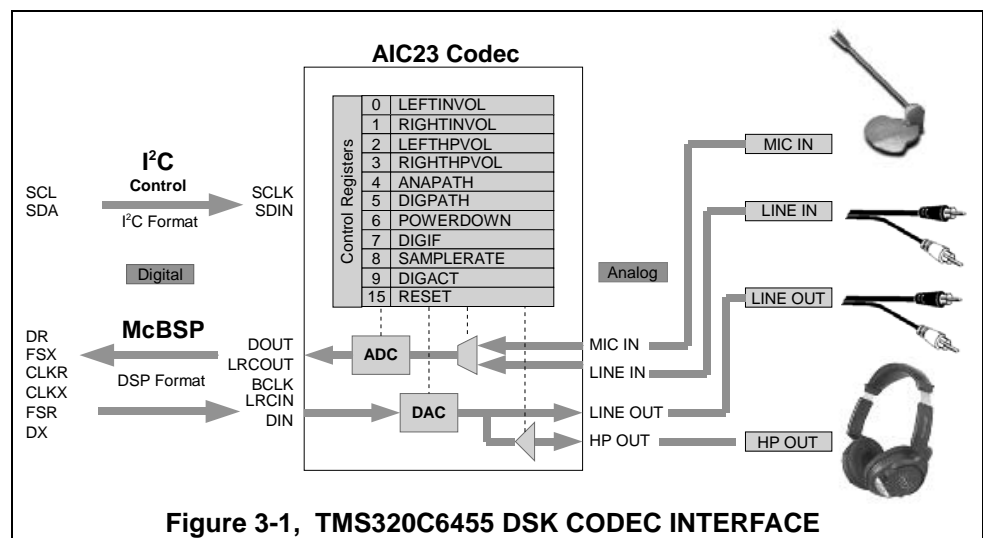 AIC23 Codec
Control Registers
0 LEFTINVOL
1 RIGHTINVOL
2 LEFTHPVOL
3 RIGHTHPVOL
4 ANAPATH
5 DIGPATH
6 POWERDOWN
7 DIGIF
8 SAMPLERATE
9 DIGACT
15 RESET
I²C
Control
SCL
SDA
I²C Format
SCLK
SDIN
Digital
Analog
McBSP
DSP Format
DR
FSX
CLKR
CLKX
FSR
DX
DOUT
LRCOUT
BCLK
LRCIN
DIN
ADC
DAC
MIC IN
LINE IN
LINE OUT
HP OUT
MIC IN
LINE IN
LINE OUT
HP OUT
Figure 3-1, TMS320C6455 DSK CODEC INTERFACE